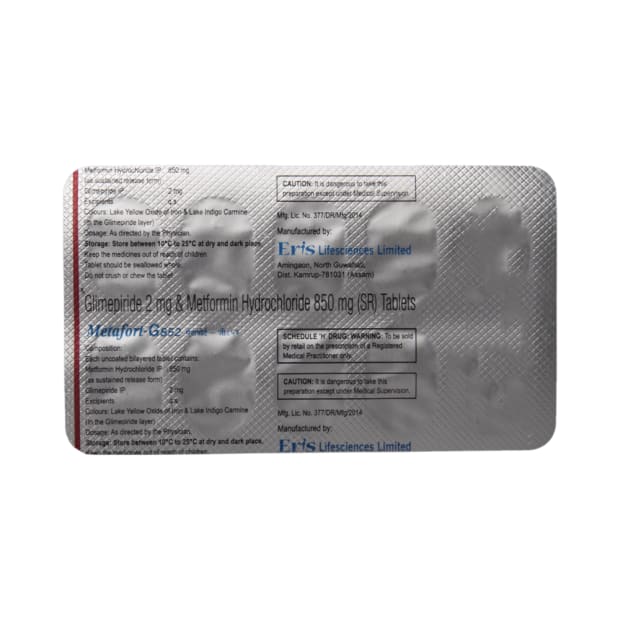 Metformin Hydrochloride IP 850 mg
(as sustained release form)
Glimepiride IP 2 mg
Excipients q.s.
Colours: Lake Yellow Oxide of Iron & Lake Indigo Carmine
(In the Glimepiride layer)
Dosage: As directed by the Physician.
Storage: Store between 10°C to 25°C at dry and dark place.
Keep the medicines out of reach of children
Tablet should be swallowed whole.
Do not crush or chew the tablet
CAUTION: It is dangerous to take this
preparation except under Medical Supervision.
Mfg. Lic. No. 377/DR/Mfg/2014
Manufactured by:
Eris Lifesciences Limited
Amingaon, North Guwahati,
Dist. Kamrup-781031 (Assam)
Glimepiride 2 mg & Metformin Hydrochloride 850 mg (SR) Tablets
Metafort-G852
Composition:
Each uncoated bilayered tablet contains:
Metformin Hydrochloride IP 850 mg
(as sustained release form)
Glimepiride IP 2 mg
Excipients q.s
Colours: Lake Yellow Oxide of Iron & Lake Indigo Carmine
(In the Glimepiride layer)
Dosage: As directed by the Physician.
Storage: Store between 10°C to 25°C at dry and dark place.
Keep the medicines out of reach of children
SCHEDULE 'H' DRUG: WARNING: To be sold
by retail on the prescription of a Registered
Medical Practitioner only.
CAUTION: It is dangerous to take this
preparation except under Medical Supervision.
Mfg. Lic. No. 377/DR/Mfg/2014
Manufactured by:
Eris Lifesciences Limited